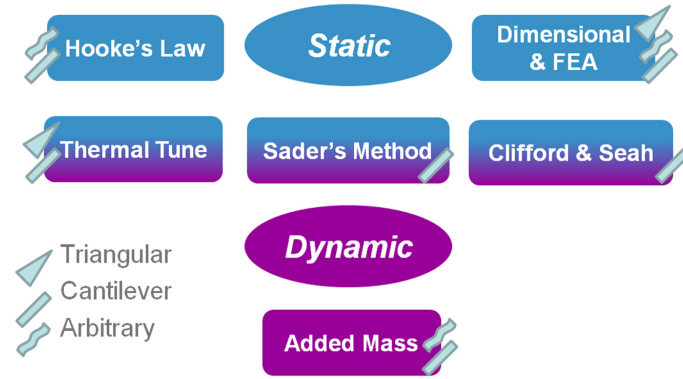 Hooke's Law
Static
Dimensional
& FEA
Thermal Tune
Sader's Method
Clifford & Seah
Dynamic
Triangular
Cantilever
Arbitrary
Added Mass